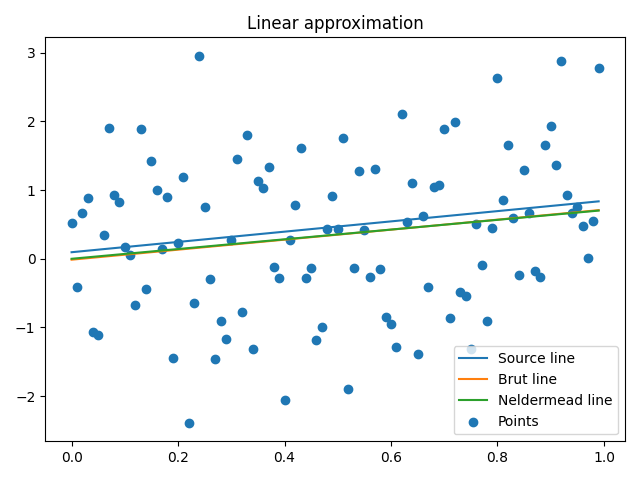 Linear approximation
3
2
1
0
−1
−2
0.0
0.2
0.4
0.6
0.8
1.0
Source line
Brut line
Neldermead line
Points